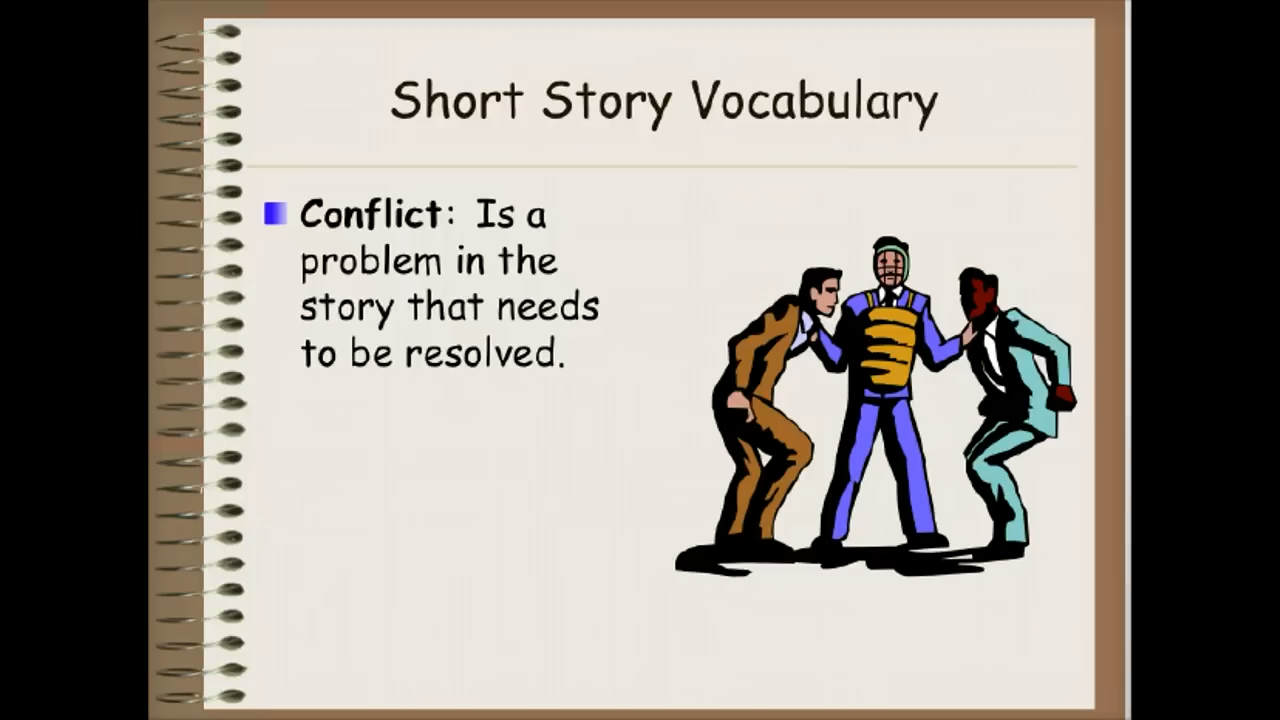 Short Story Vocabulary
Conflict: Is a
problem in the
story that needs
to be resolved.